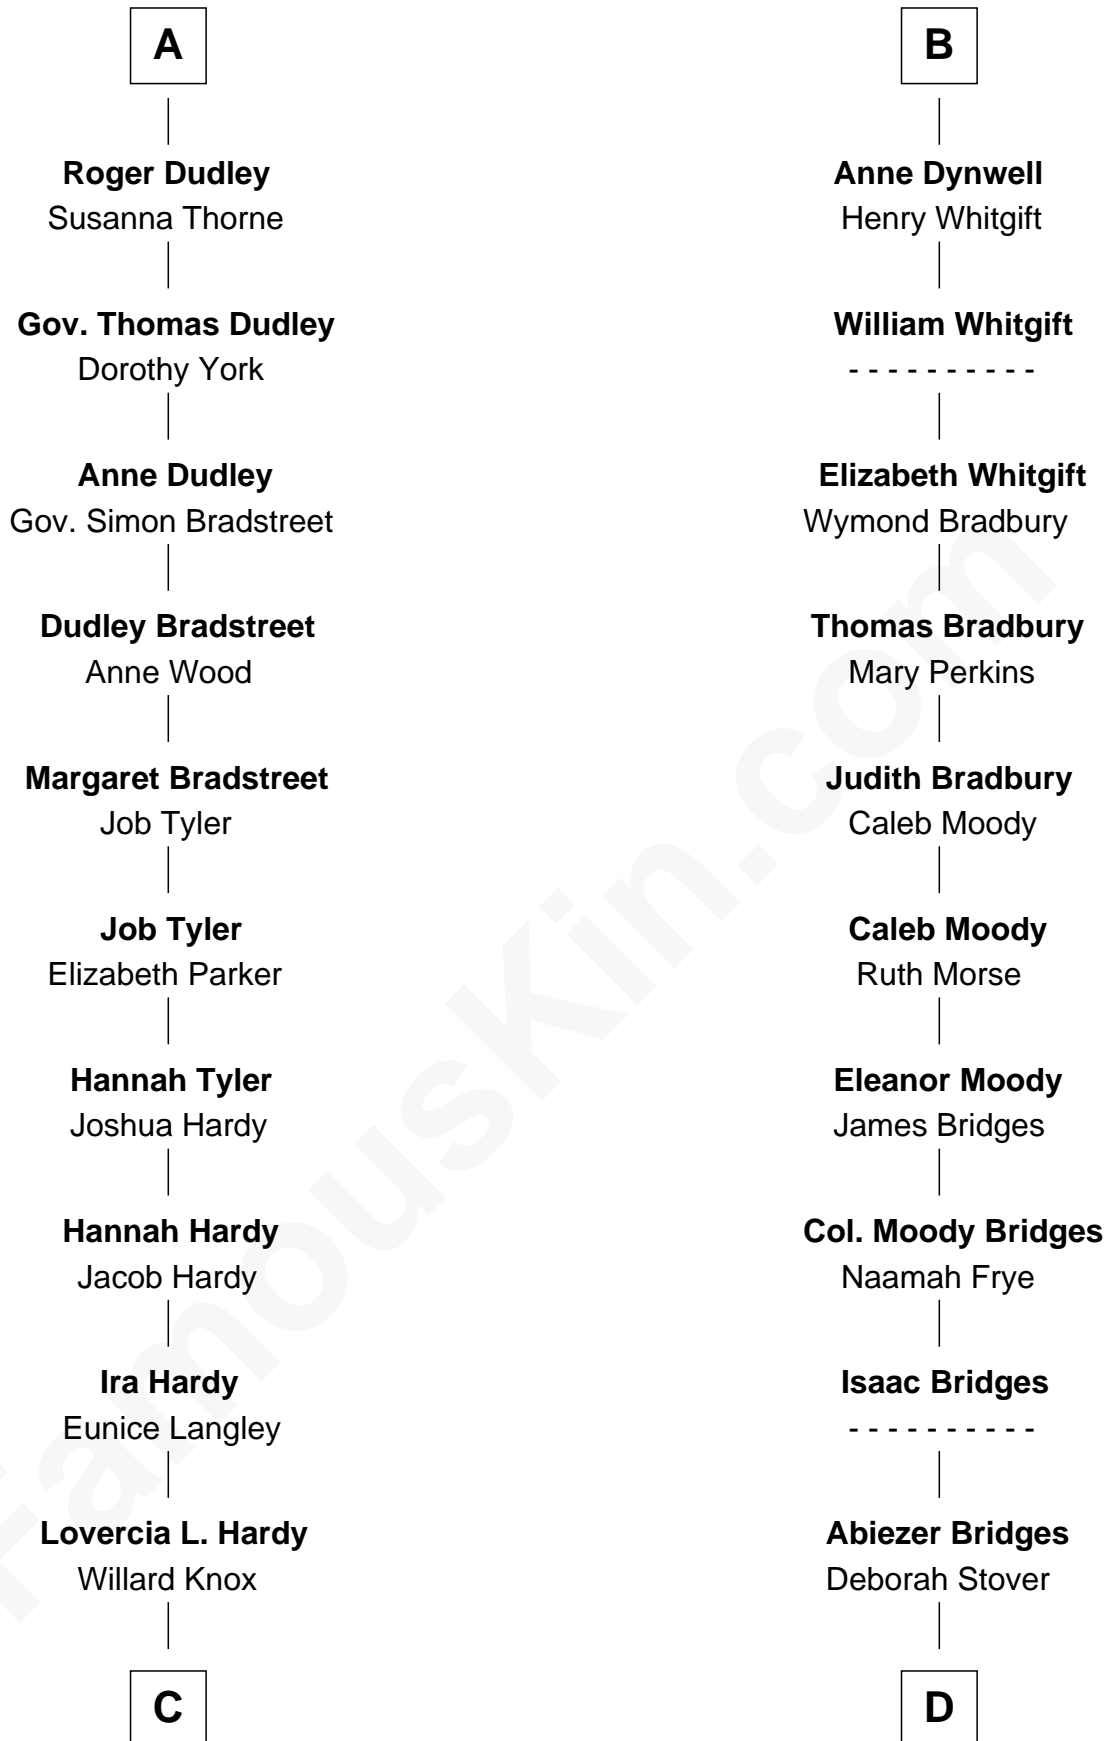 A
Roger Dudley
Susanna Thorne
Gov. Thomas Dudley
Dorothy York
Anne Dudley
Gov. Simon Bradstreet
Dudley Bradstreet
Anne Wood
Margaret Bradstreet
Job Tyler
Job Tyler
Elizabeth Parker
Hannah Tyler
Joshua Hardy
Hannah Hardy
Jacob Hardy
Ira Hardy
Eunice Langley
Lovercia L. Hardy
Willard Knox
C
B
Anne Dynwell
Henry Whitgift
William Whitgift
- - - - - - - - - -
Elizabeth Whitgift
Wymond Bradbury
Thomas Bradbury
Mary Perkins
Judith Bradbury
Caleb Moody
Caleb Moody
Ruth Morse
Eleanor Moody
James Bridges
Col. Moody Bridges
Naamah Frye
Isaac Bridges
- - - - - - - - - -
Abiezer Bridges
Deborah Stover
D
FamousKin.com